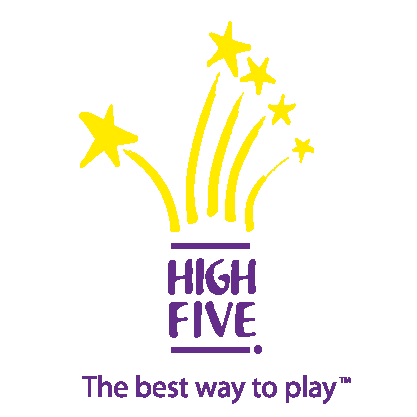 HIGH
FIVE.
The best way to play™